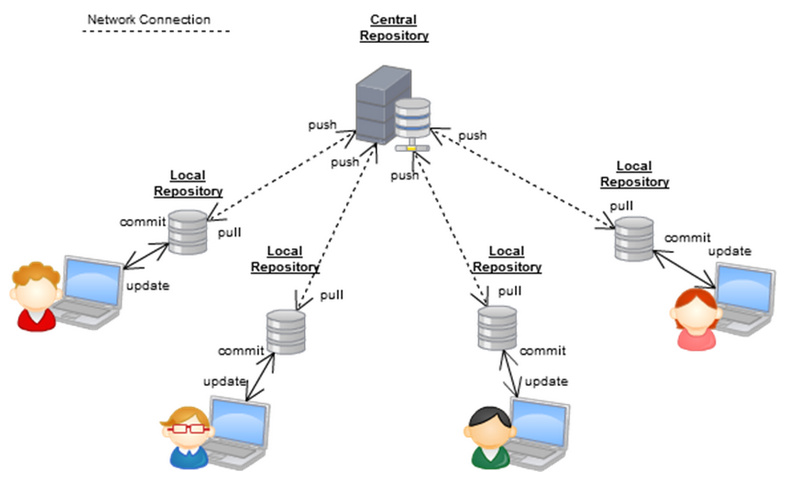 Network Connection
Central
Repository
push
push
push
push
Local
Repository
commit
pull
update
Local
Repository
pull
commit
update
Local
Repository
pull
commit
update
Local
Repository
pull
commit
update